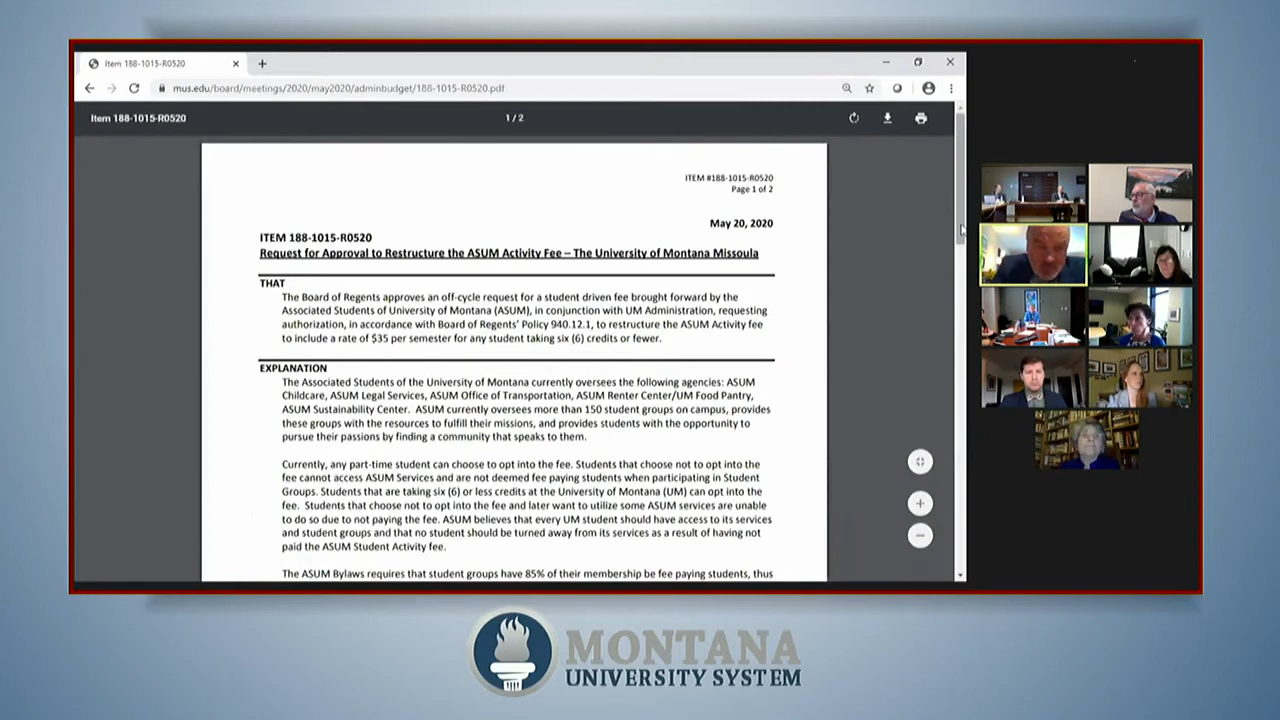 Item 188-1015-R0520
mus.edu/board/meetings/2020/may2020/adminbudget/188-1015-R0520.pdf
Item 188-1015-R0520
1 / 2
ITEM #188-1015-R0520
Page 1 of 2
May 20, 2020
ITEM 188-1015-R0520
Request for Approval to Restructure the ASUM Activity Fee – The University of Montana Missoula
THAT
The Board of Regents approves an off-cycle request for a student driven fee brought forward by the
Associated Students of University of Montana (ASUM), in conjunction with UM Administration, requesting
authorization, in accordance with Board of Regents' Policy 940.12.1, to restructure the ASUM Activity fee
to include a rate of $35 per semester for any student taking six (6) credits or fewer.
EXPLANATION
The Associated Students of the University of Montana currently oversees the following agencies: ASUM
Childcare, ASUM Legal Services, ASUM Office of Transportation, ASUM Renter Center/UM Food Pantry,
ASUM Sustainability Center.  ASUM currently oversees more than 150 student groups on campus, provides
these groups with the resources to fulfill their missions, and provides students with the opportunity to
pursue their passions by finding a community that speaks to them.
Currently, any part-time student can choose to opt into the fee. Students that choose not to opt into the
fee cannot access ASUM Services and are not deemed fee paying students when participating in Student
Groups. Students that are taking six (6) or less credits at the University of Montana (UM) can opt into the
fee.  Students that choose not to opt into the fee and later want to utilize some ASUM services are unable
to do so due to not paying the fee. ASUM believes that every UM student should have access to its services
and student groups and that no student should be turned away from its services as a result of having not
paid the ASUM Student Activity fee.
The ASUM Bylaws requires that student groups have 85% of their membership be fee paying students, thus
MONTANA
UNIVERSITY SYSTEM